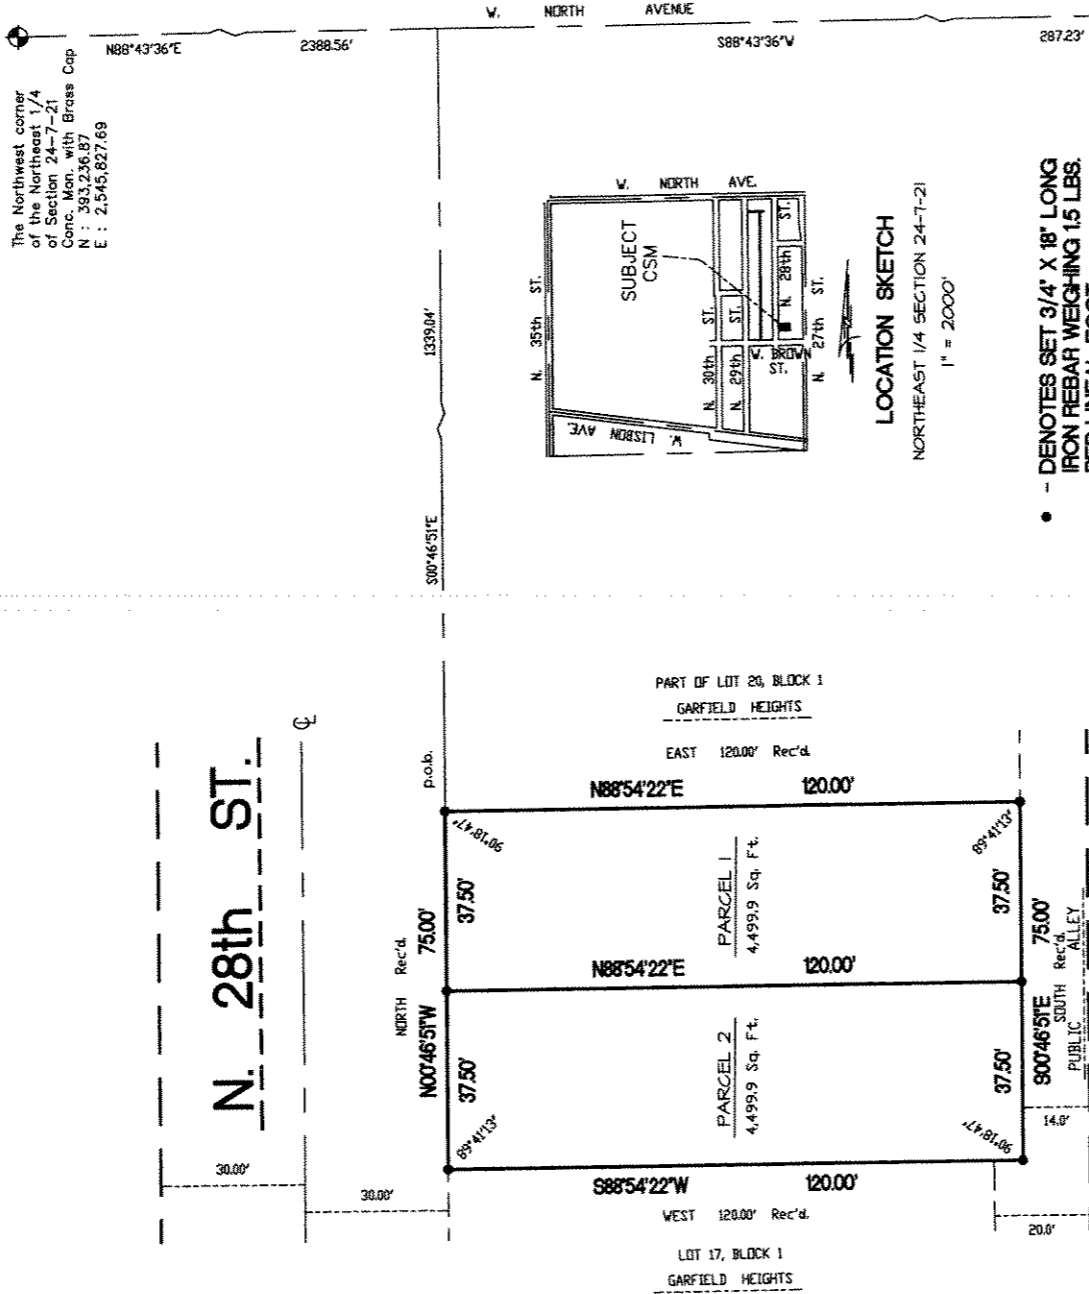 W. NORTH AVENUE
N88°43'36"E
2388.56'
S88°43'36"W
287.23'
The Northwest corner
of the Northeast 1/4
of Section 24-7-21
Conc. Mon. with Brass Cap
N : 393,236.87
E : 2,545,827.69
1339.04'
S00°46'51"E
W. NORTH AVE.
N. 35th ST.
SUBJECT
CSM
N. 30th ST.
N. 29th ST.
N. 28th ST.
W. BROWN
ST.
N. 27th ST.
W. LISBON AVE.
LOCATION SKETCH
NORTHEAST 1/4 SECTION 24-7-21
1" = 2000'
• - DENOTES SET 3/4" X 18" LONG
IRON REBAR WEIGHING 1.5 LBS.
PER LINEAL FOOT
N. 28th ST.
p.o.b.
PART OF LOT 20, BLOCK 1
GARFIELD HEIGHTS
EAST 120.00' Rec'd.
N88°54'22"E 120.00'
90°18'47"
89°41'13"
NORTH Rec'd.
N00°46'51"W 75.00'
37.50'
PARCEL 1
4,499.9 Sq. Ft.
37.50'
N88°54'22"E 120.00'
37.50'
PARCEL 2
4,499.9 Sq. Ft.
37.50'
S00°46'51"E 75.00'
SOUTH Rec'd.
PUBLIC ALLEY
89°41'13"
90°18'47"
14.0'
30.00'
30.00'
S88°54'22"W 120.00'
WEST 120.00' Rec'd.
20.0'
LOT 17, BLOCK 1
GARFIELD HEIGHTS